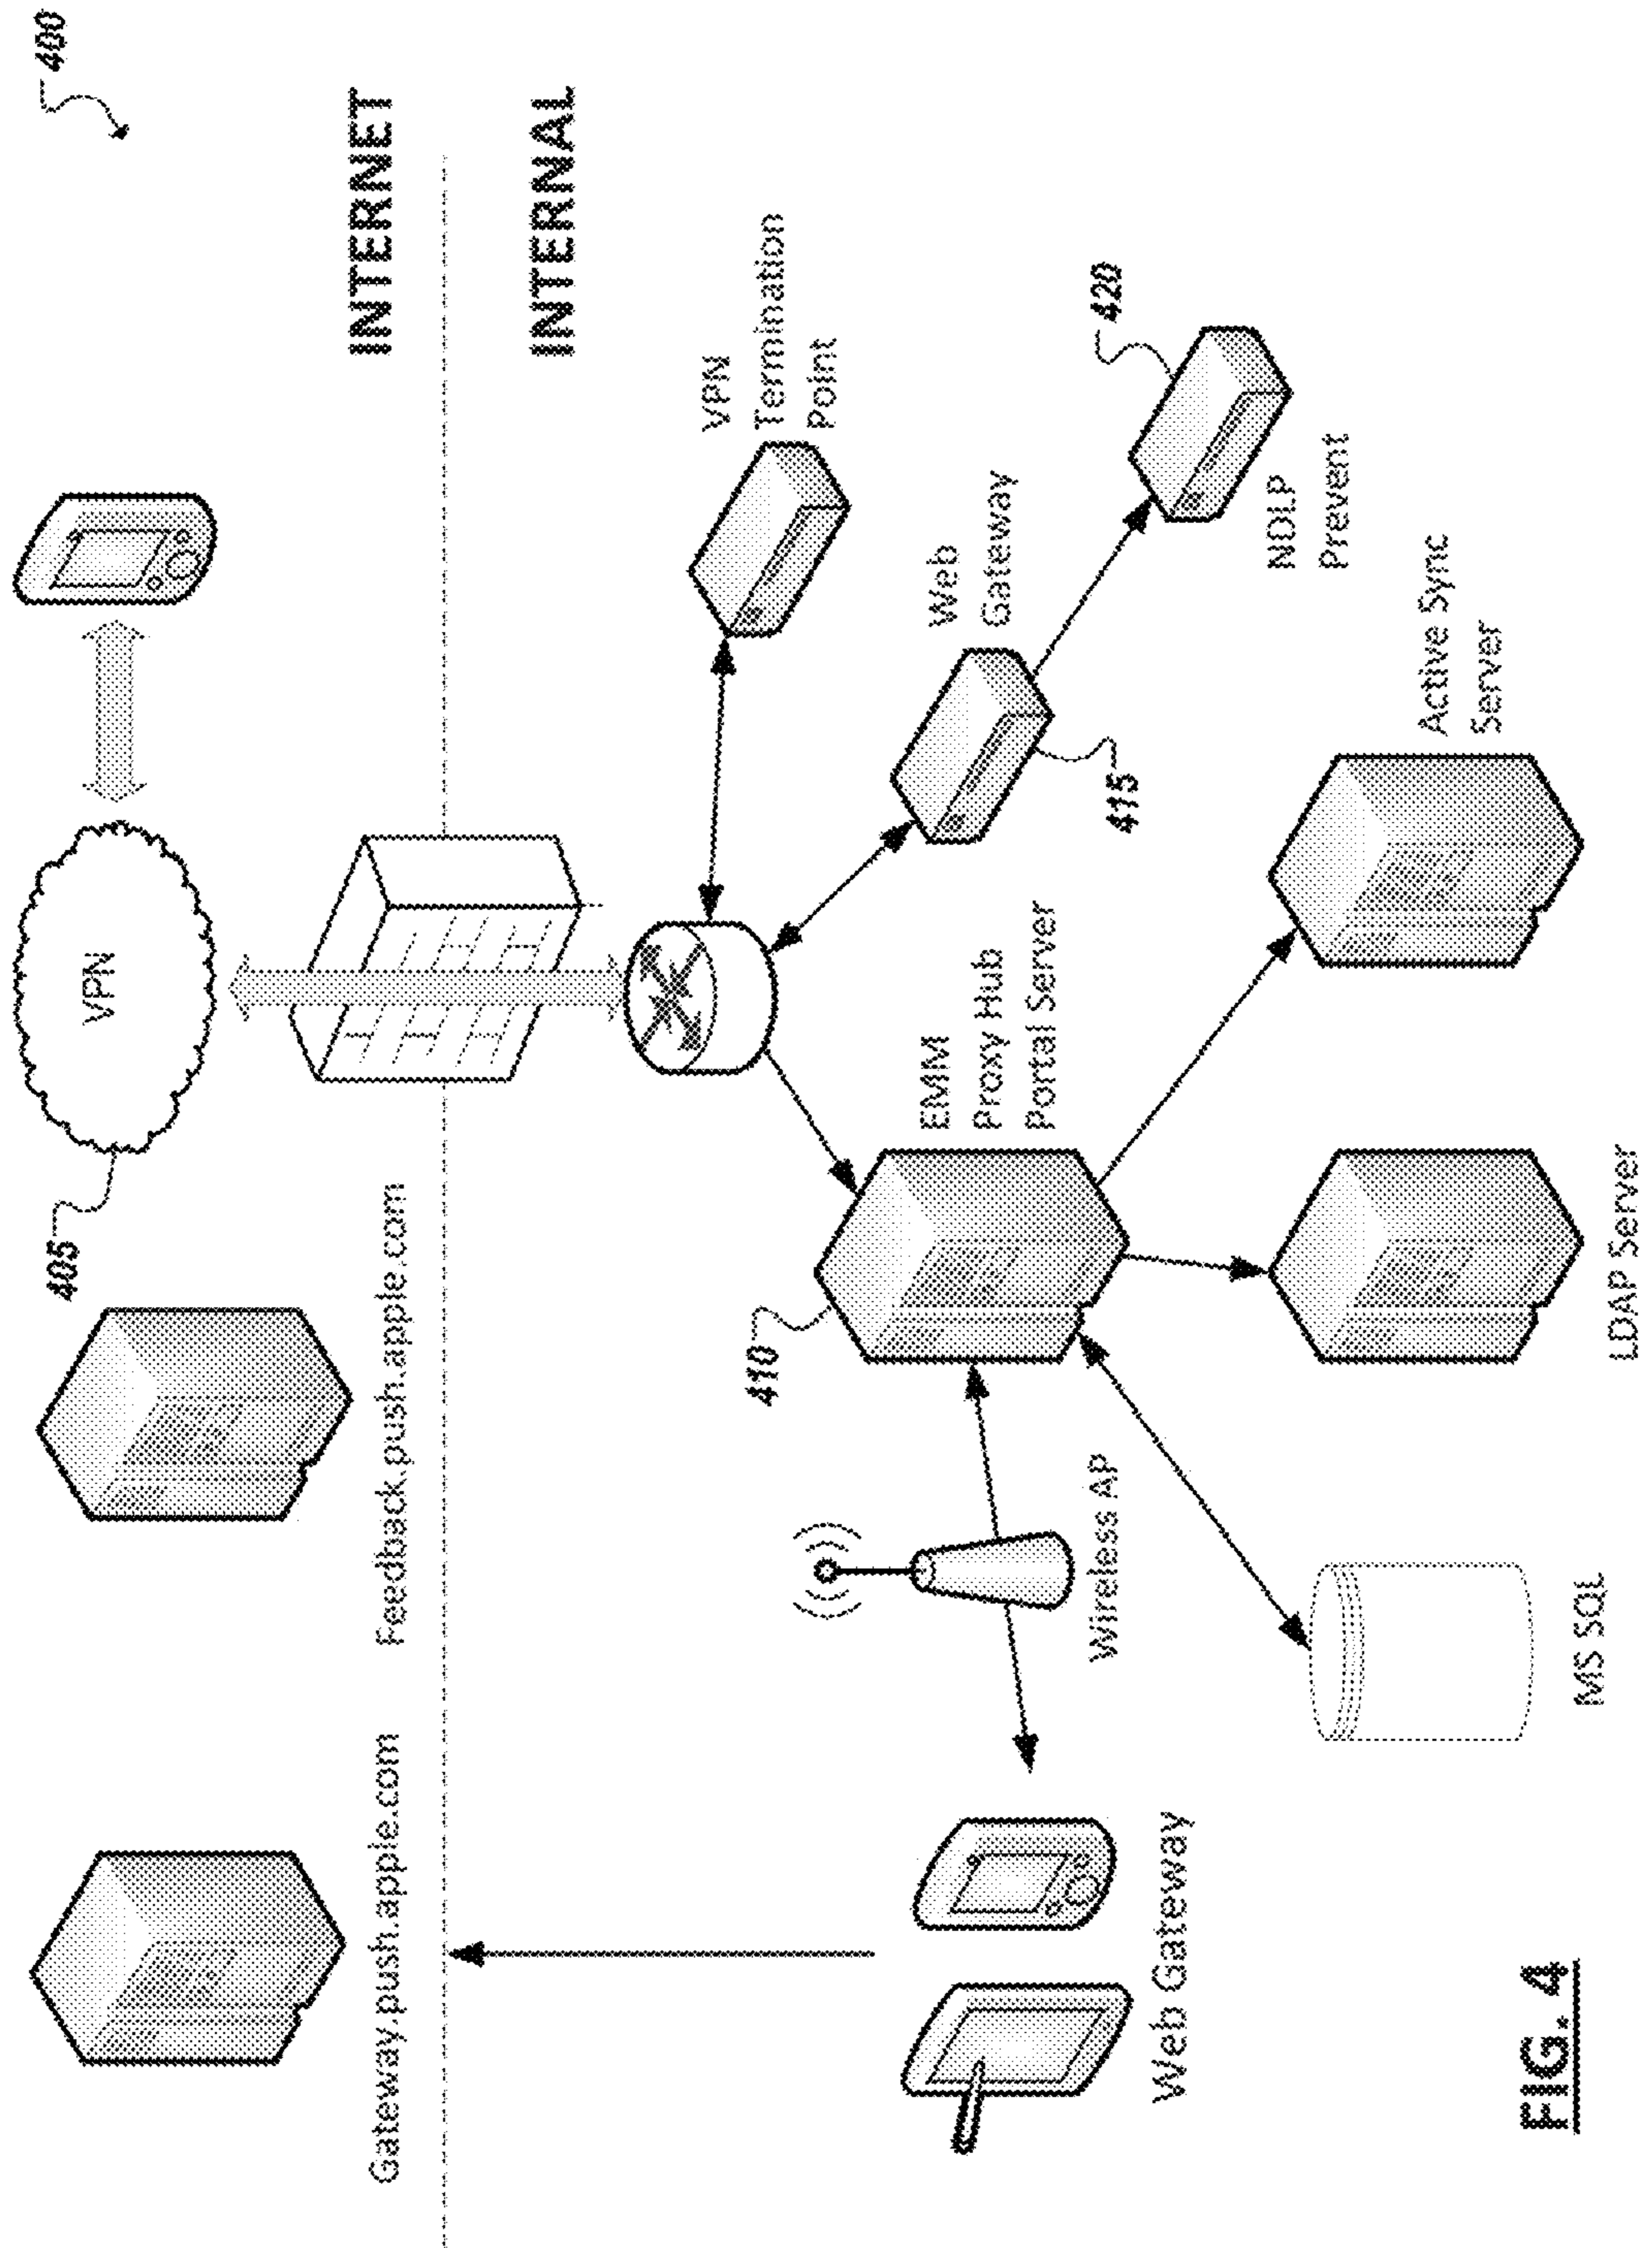 400
VPN
405
Feedback.push.apple.com
Gateway.push.apple.com
INTERNET
INTERNAL
VPN
Termination
Point
Web
Gateway
415
420
NDLP
Prevent
EMM
Proxy Hub
Portal Server
410
Wireless AP
Web Gateway
Active Sync
Server
LDAP Server
MS SQL
FIG. 4